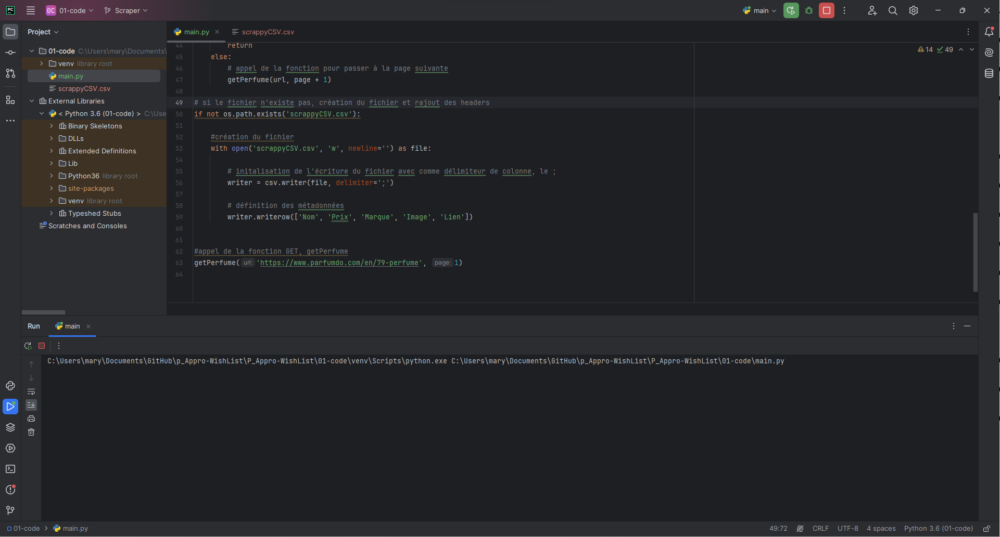 PC
0C 01-code
Scraper
main
Project
main.py
scrappyCSV.csv
01-code C:\Users\mary\Documents\
venv library root
main.py
scrappyCSV.csv
External Libraries
< Python 3.6 (01-code) > C:\Use
Binary Skeletons
DLLs
Extended Definitions
Lib
Python36 library root
site-packages
venv library root
Typeshed Stubs
Scratches and Consoles
14 49
44 return
45 else:
46 # appel de la fonction pour passer à la page suivante
47 getPerfume(url, page + 1)
48
49 # si le fichier n'existe pas, création du fichier et rajout des headers
50 if not os.path.exists('scrappyCSV.csv'):
51
52 #création du fichier
53 with open('scrappyCSV.csv', 'w', newline='') as file:
54
55 # initalisation de l'écriture du fichier avec comme délimiteur de colonne, le ;
56 writer = csv.writer(file, delimiter=';')
57
58 # définition des métadonnées
59 writer.writerow(['Nom', 'Prix', 'Marque', 'Image', 'Lien'])
60
61
62 #appel de la fonction GET, getPerfume
63 getPerfume( url: 'https://www.parfumdo.com/en/79-perfume', page: 1)
64
Run
main
C:\Users\mary\Documents\GitHub\p_Appro-WishList\P_Appro-WishList\01-code\venv\Scripts\python.exe C:\Users\mary\Documents\GitHub\p_Appro-WishList\P_Appro-WishList\01-code\main.py
01-code > main.py
49:72 CRLF UTF-8 4 spaces Python 3.6 (01-code)